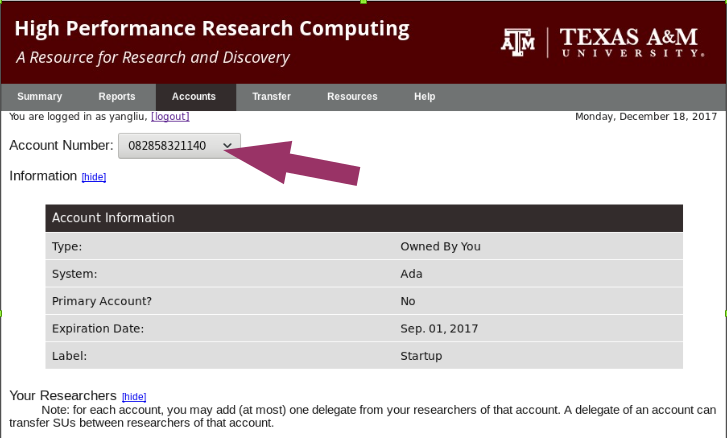 High Performance Research Computing
A Resource for Research and Discovery
ATM | TEXAS A&M
UNIVERSITY.
Summary Reports Accounts Transfer Resources Help
You are logged in as yangliu, [logout] Monday, December 18, 2017
Account Number: 082858321140
Information [hide]
Account Information
Type: Owned By You
System: Ada
Primary Account? No
Expiration Date: Sep. 01, 2017
Label: Startup
Your Researchers [hide]
Note: for each account, you may add (at most) one delegate from your researchers of that account. A delegate of an account can
transfer SUs between researchers of that account.